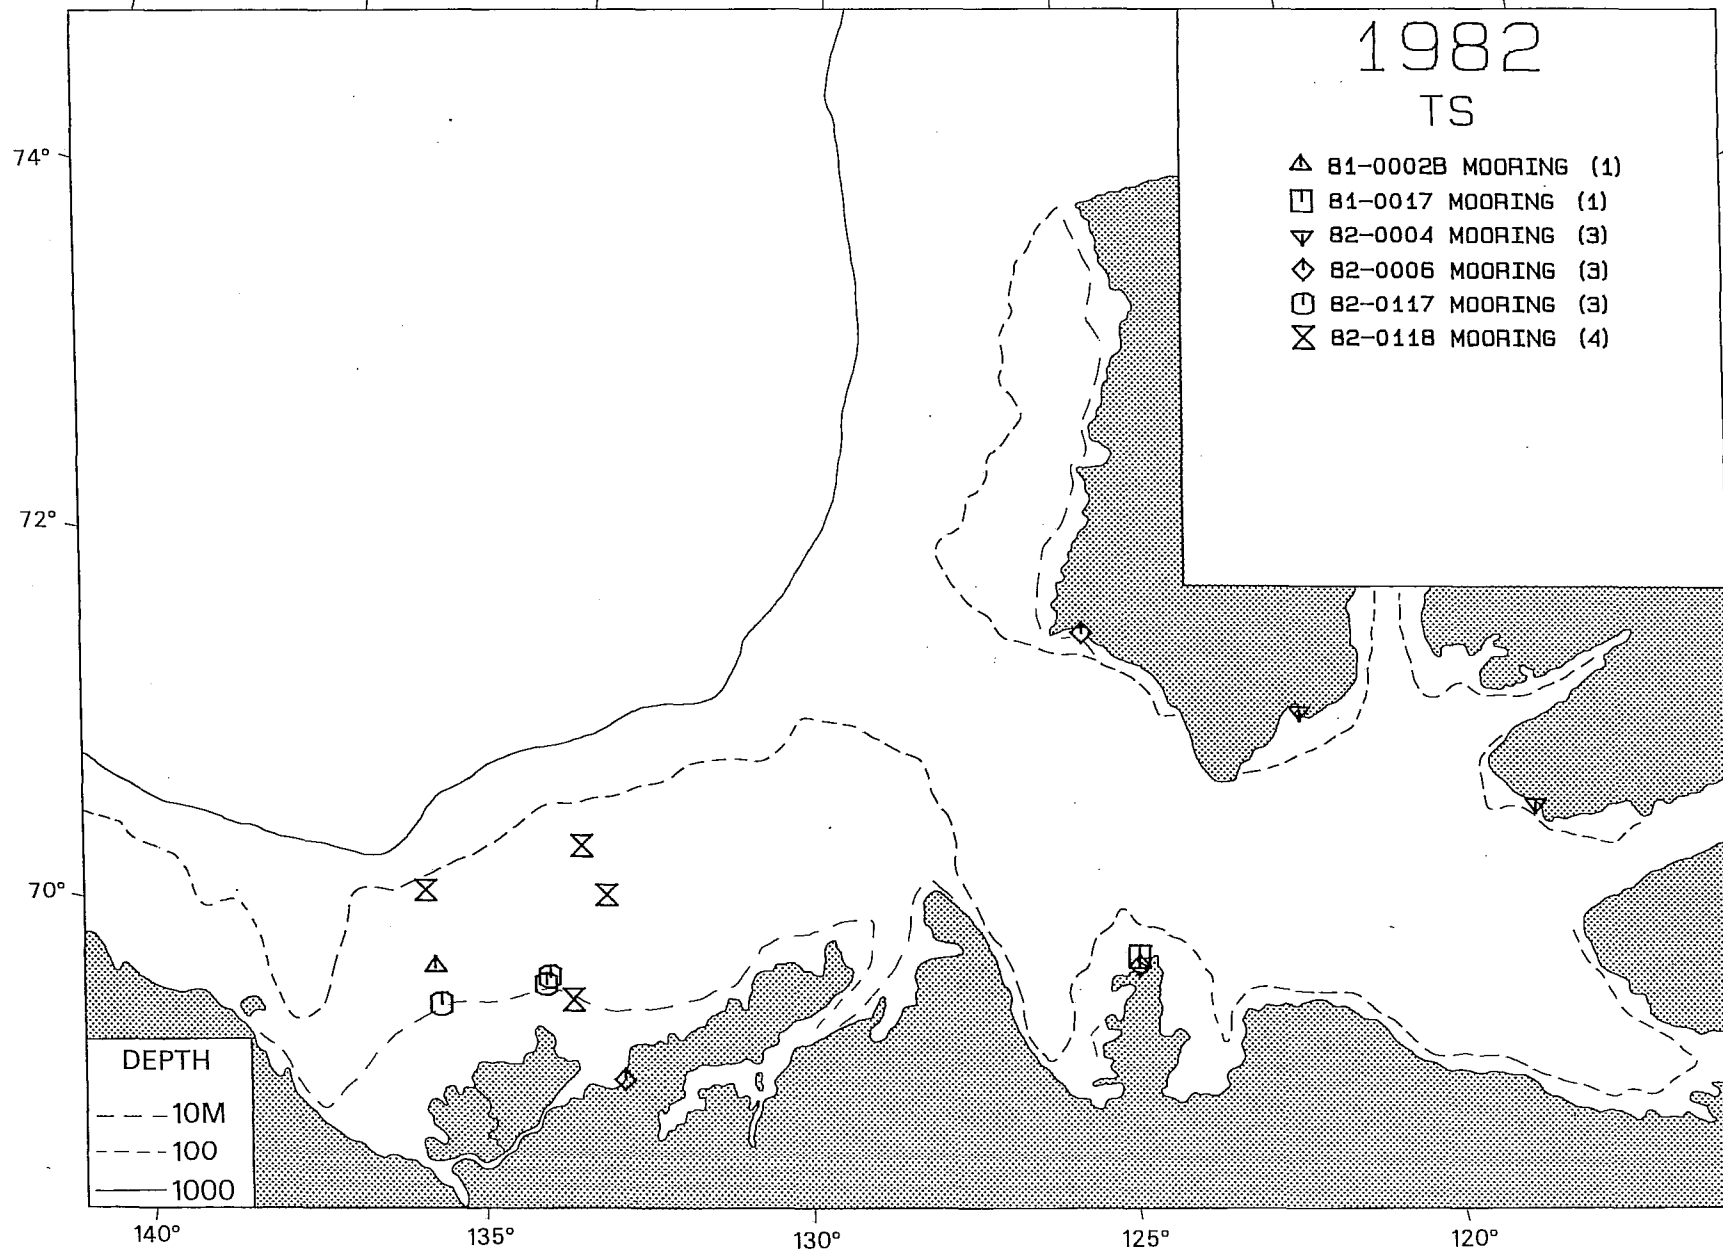 1982
TS
81-0002B MOORING (1)
81-0017 MOORING (1)
82-0004 MOORING (3)
82-0006 MOORING (3)
82-0117 MOORING (3)
82-0118 MOORING (4)
74°
72°
70°
DEPTH
10M
100
1000
140° 135° 130° 125° 120°